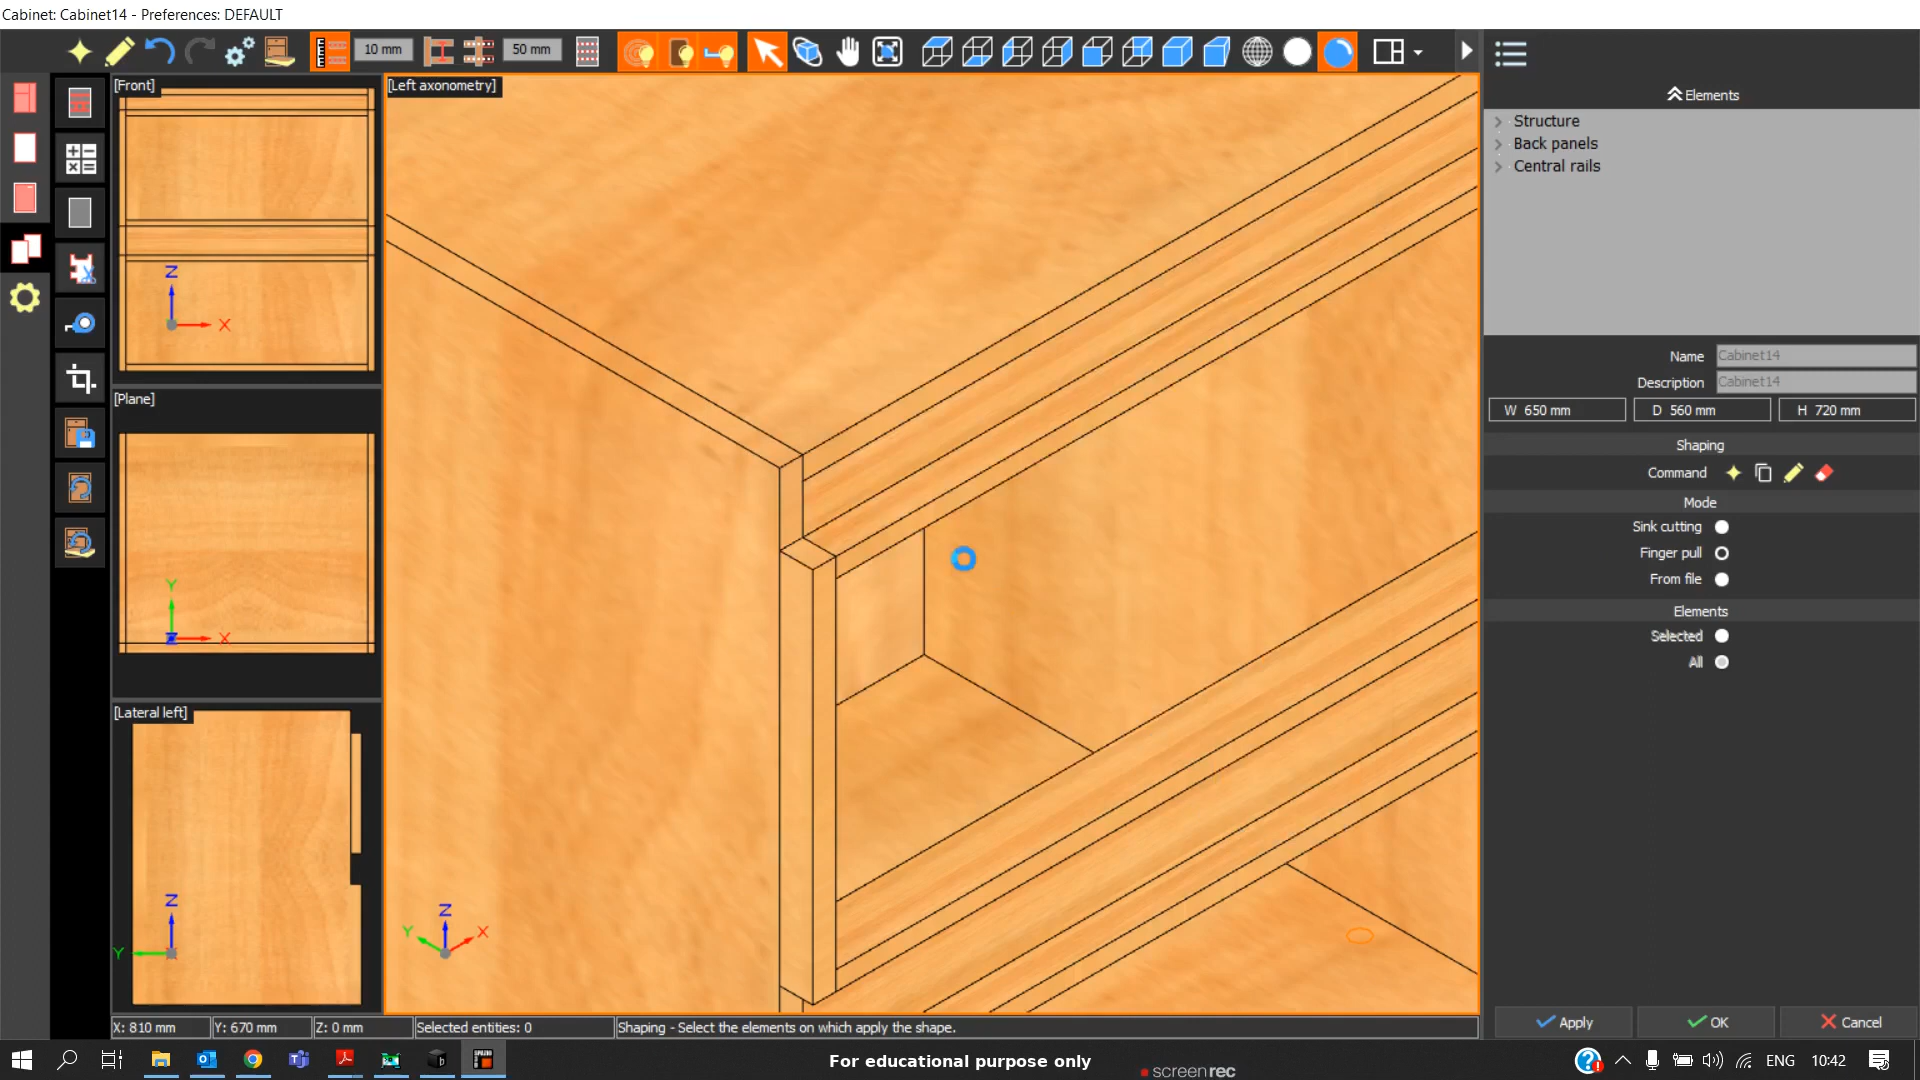 Cabinet: Cabinet14 - Preferences: DEFAULT
10 mm
50 mm
[Front]
Z
X
[Plane]
Y
Z
X
[Lateral left]
Z
Y
[Left axonometry]
Z
Y
X
Elements
Structure
Back panels
Central rails
Name Cabinet14
Description Cabinet14
W 650 mm D 560 mm H 720 mm
Shaping
Command
Mode
Sink cutting
Finger pull
From file
Elements
Selected
All
Apply OK Cancel
X: 810 mm Y: 670 mm Z: 0 mm Selected entities: 0 Shaping - Select the elements on which apply the shape.
For educational purpose only
screenrec
ENG 10:42